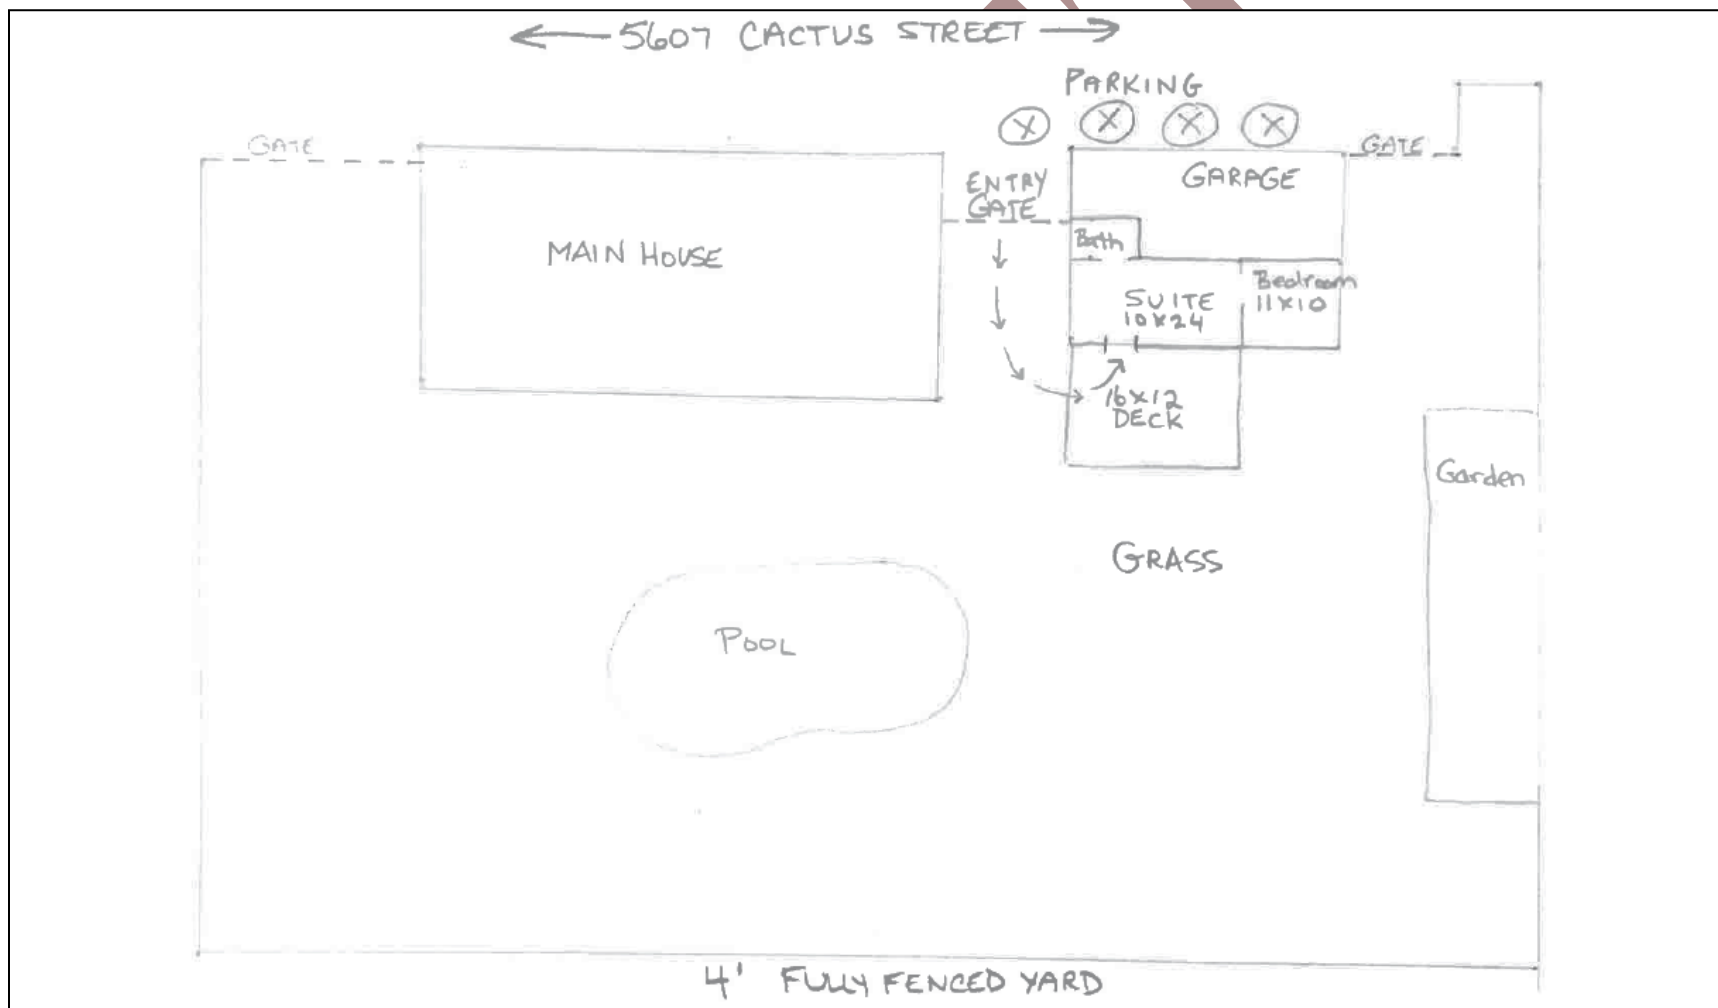 5607 CACTUS STREET
PARKING
X X X X
GATE
GATE
ENTRY
GATE
GARAGE
MAIN HOUSE
Bath
Bedroom
11X10
SUITE
10X24
16X12
DECK
Garden
GRASS
POOL
4' FULLY FENCED YARD